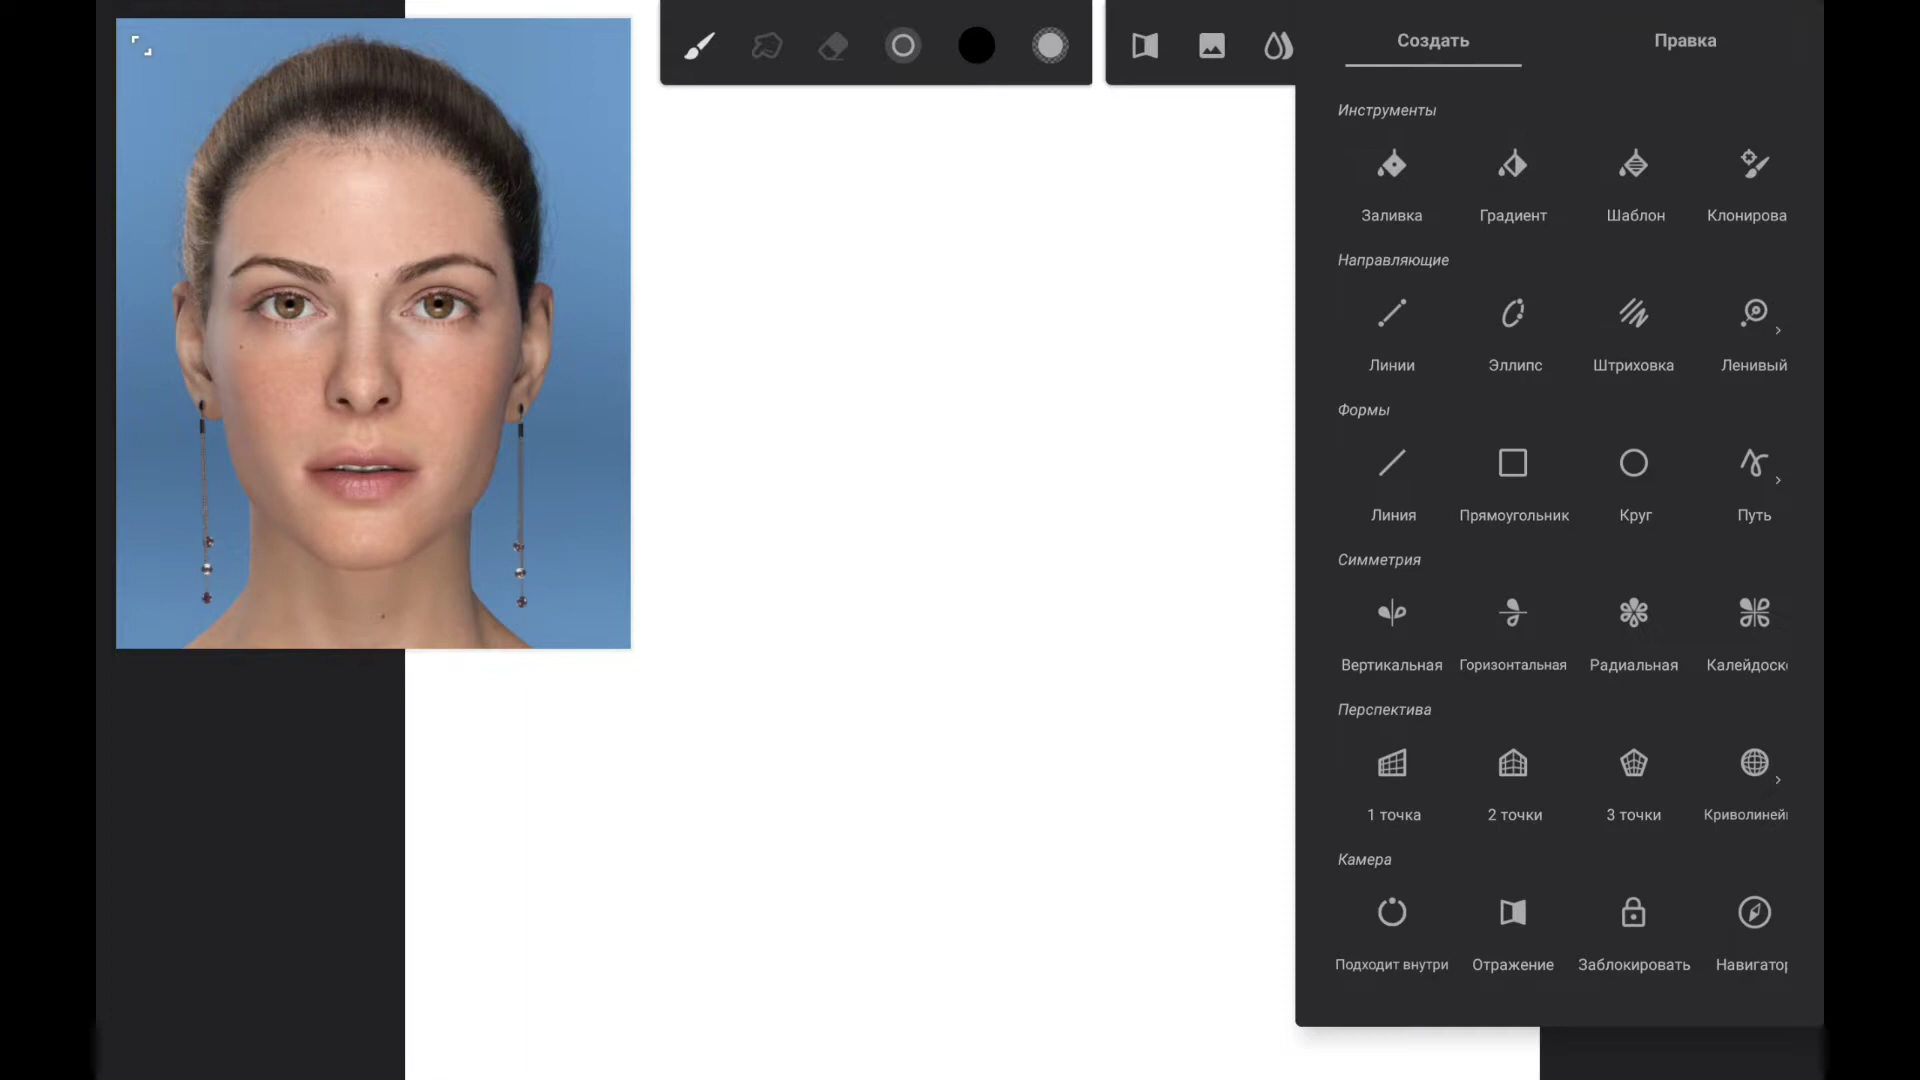 Создать Правка
Инструменты
Заливка Градиент Шаблон Клонирова
Направляющие
Линии Эллипс Штриховка Ленивый
Формы
Линия Прямоугольник Круг Путь
Симметрия
Вертикальная Горизонтальная Радиальная Калейдоск
Перспектива
1 точка 2 точки 3 точки Криволиней
Камера
Подходит внутри Отражение Заблокировать Навигатор